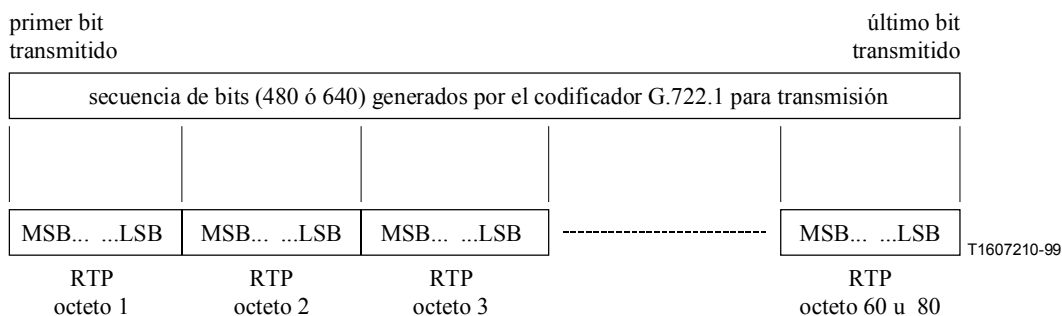 primer bit
transmitido
último bit
transmitido
secuencia de bits (480 ó 640) generados por el codificador G.722.1 para transmisión
MSB... ...LSB
MSB... ...LSB
MSB... ...LSB
MSB... ...LSB
T1607210-99
RTP
octeto 1
RTP
octeto 2
RTP
octeto 3
RTP
octeto 60 u 80